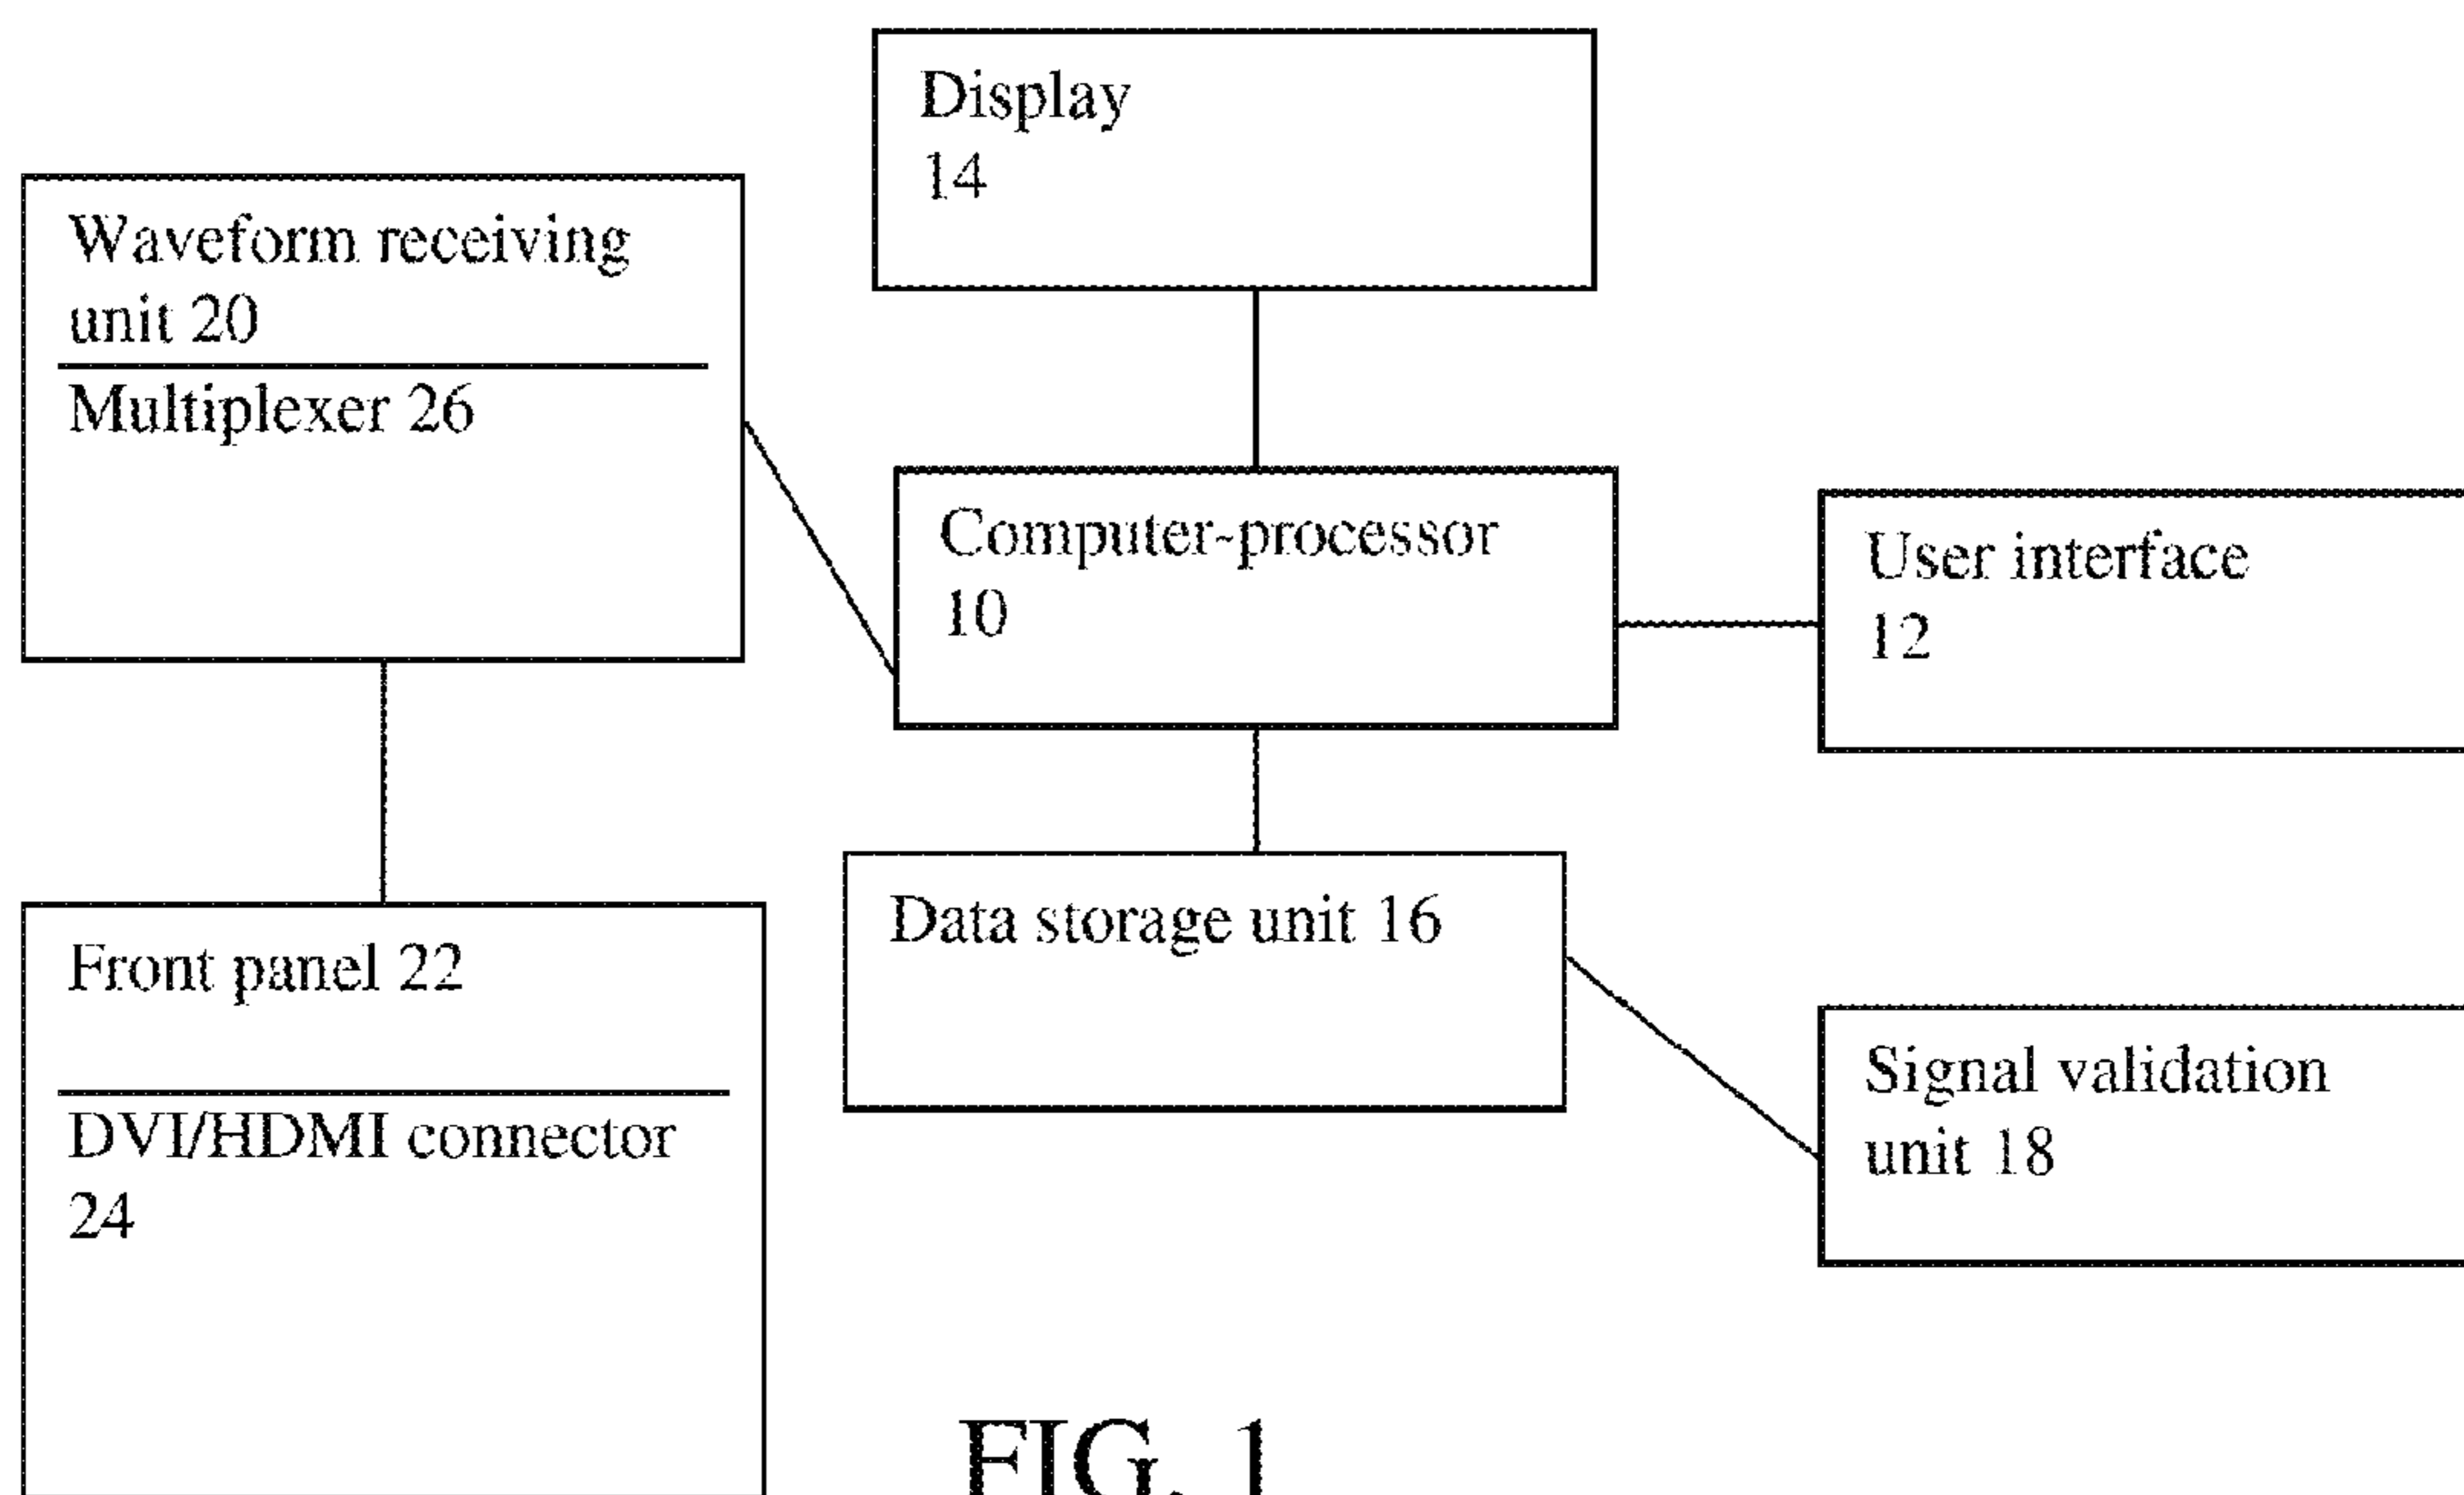 Display
14
Waveform receiving
unit 20
Multiplexer 26
Computer-processor
10
User interface
12
Data storage unit 16
Front panel 22
DVI/HDMI connector
24
Signal validation
unit 18
FIG. 1